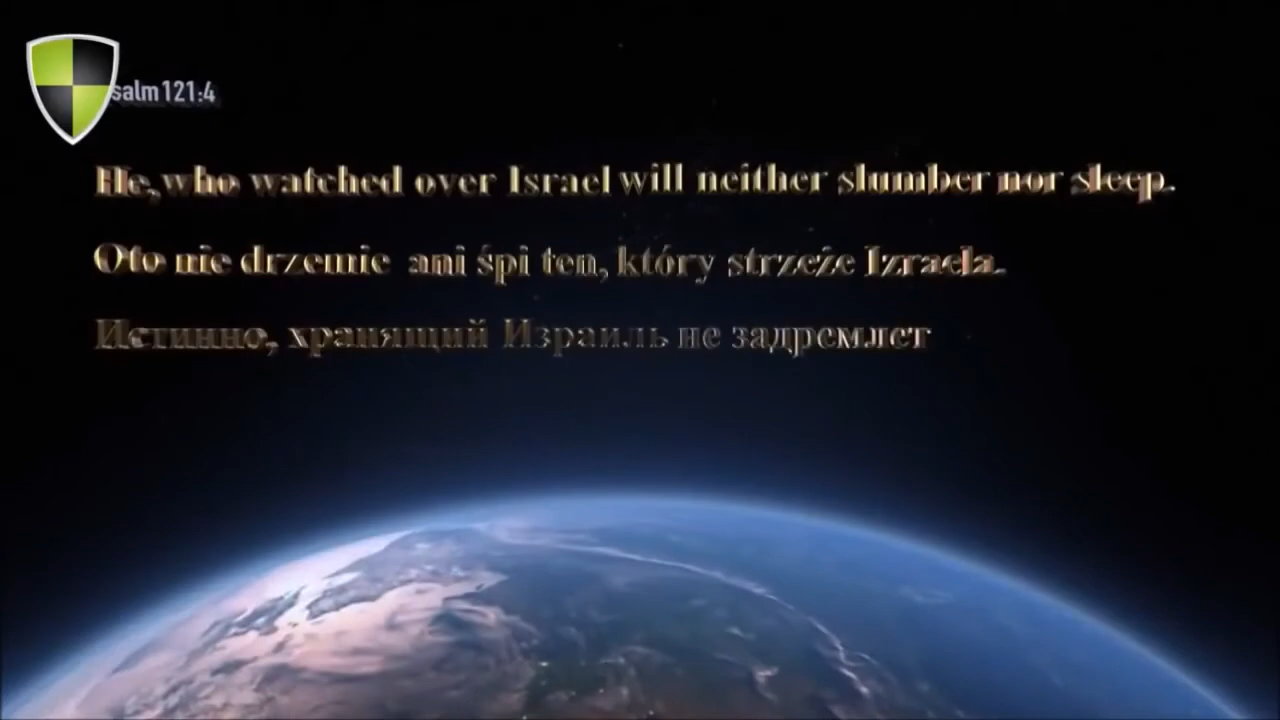 salm 121:4
He,who watched over Israel will neither slumber nor sleep.
Oto nie drzemie ani śpi ten, który strzeże Izraela.
Истинно, хранящий Израиль не задремлет